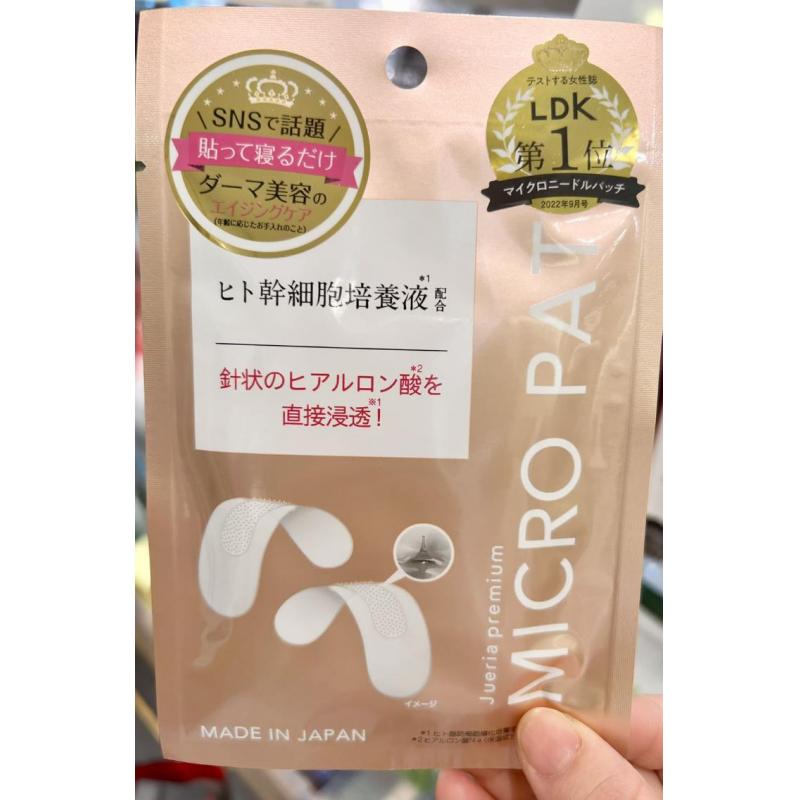 \ SNSで話題 /
貼って寝るだけ
ダーマ美容の
エイジングケア
(年齢に応じたお手入れのこと)
テストする女性誌
LDK
第1位
マイクロニードルパッチ
2022年9月号
ヒト幹細胞培養液*1配合
針状のヒアルロン酸*2を
直接浸透※1!
Jueria premium
MICRO PAT
イメージ
MADE IN JAPAN